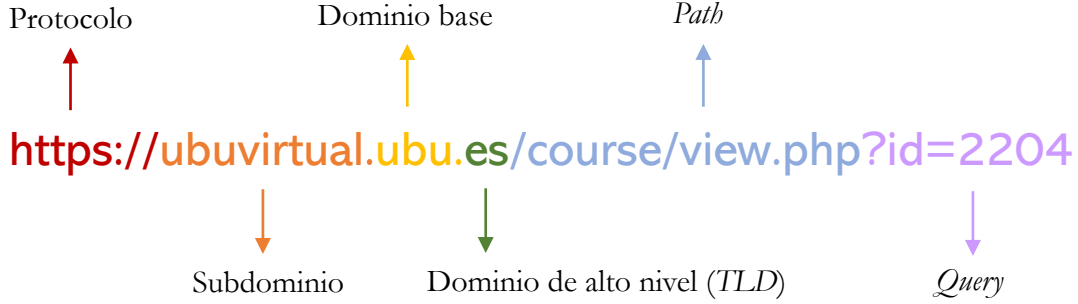 Protocolo
Dominio base
Path
https://ubuvirtual.ubu.es/course/view.php?id=2204
Subdominio
Dominio de alto nivel (TLD)
Query